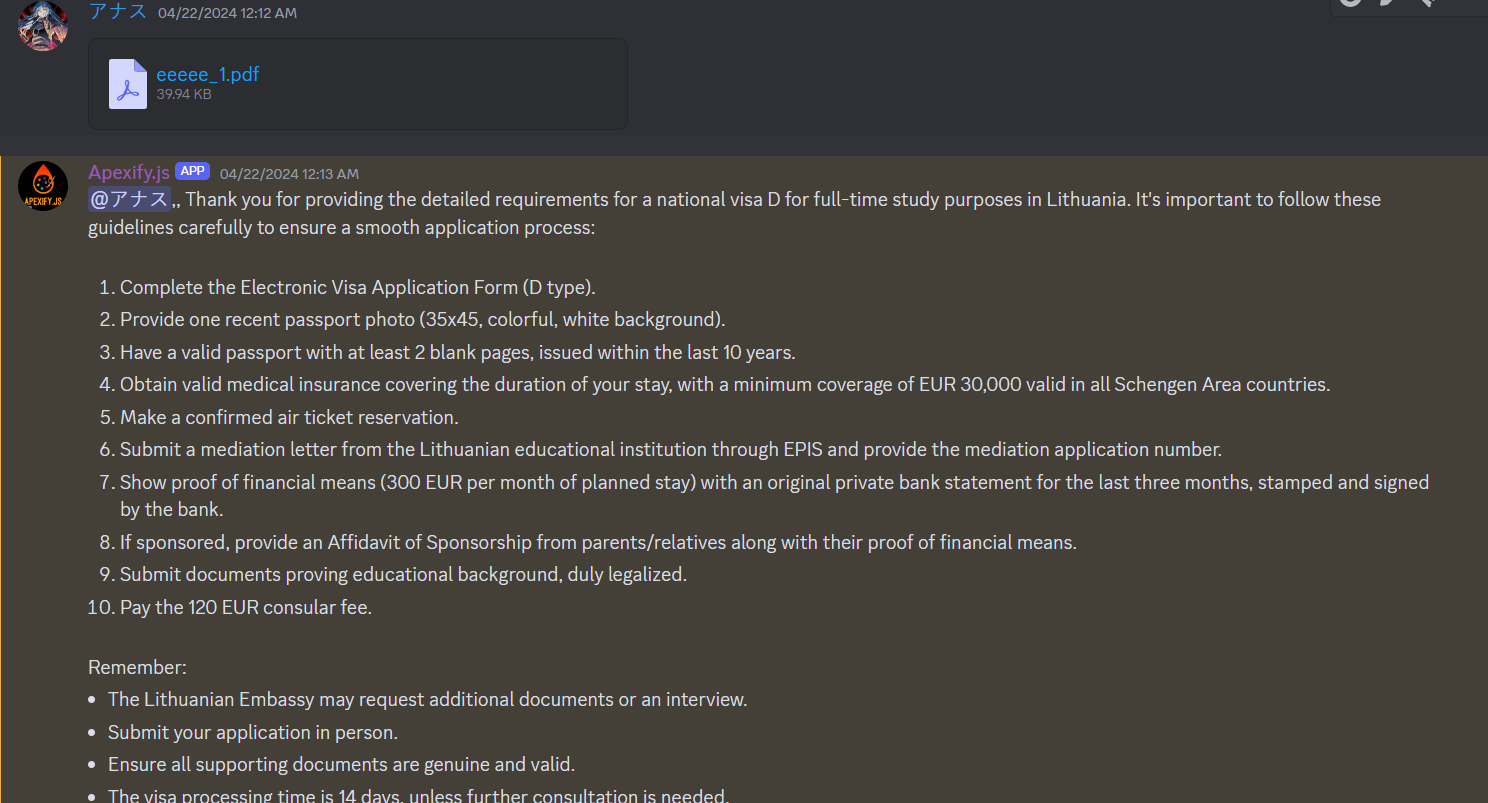 アナス 04/22/2024 12:12 AM
eeeee_1.pdf
39.94 KB
Apexify.js APP 04/22/2024 12:13 AM
APEXIFY.JS
@アナス,, Thank you for providing the detailed requirements for a national visa D for full-time study purposes in Lithuania. It's important to follow these
guidelines carefully to ensure a smooth application process:
1. Complete the Electronic Visa Application Form (D type).
2. Provide one recent passport photo (35x45, colorful, white background).
3. Have a valid passport with at least 2 blank pages, issued within the last 10 years.
4. Obtain valid medical insurance covering the duration of your stay, with a minimum coverage of EUR 30,000 valid in all Schengen Area countries.
5. Make a confirmed air ticket reservation.
6. Submit a mediation letter from the Lithuanian educational institution through EPIS and provide the mediation application number.
7. Show proof of financial means (300 EUR per month of planned stay) with an original private bank statement for the last three months, stamped and signed
by the bank.
8. If sponsored, provide an Affidavit of Sponsorship from parents/relatives along with their proof of financial means.
9. Submit documents proving educational background, duly legalized.
10. Pay the 120 EUR consular fee.
Remember:
• The Lithuanian Embassy may request additional documents or an interview.
• Submit your application in person.
• Ensure all supporting documents are genuine and valid.
• The visa processing time is 14 days, unless further consultation is needed.